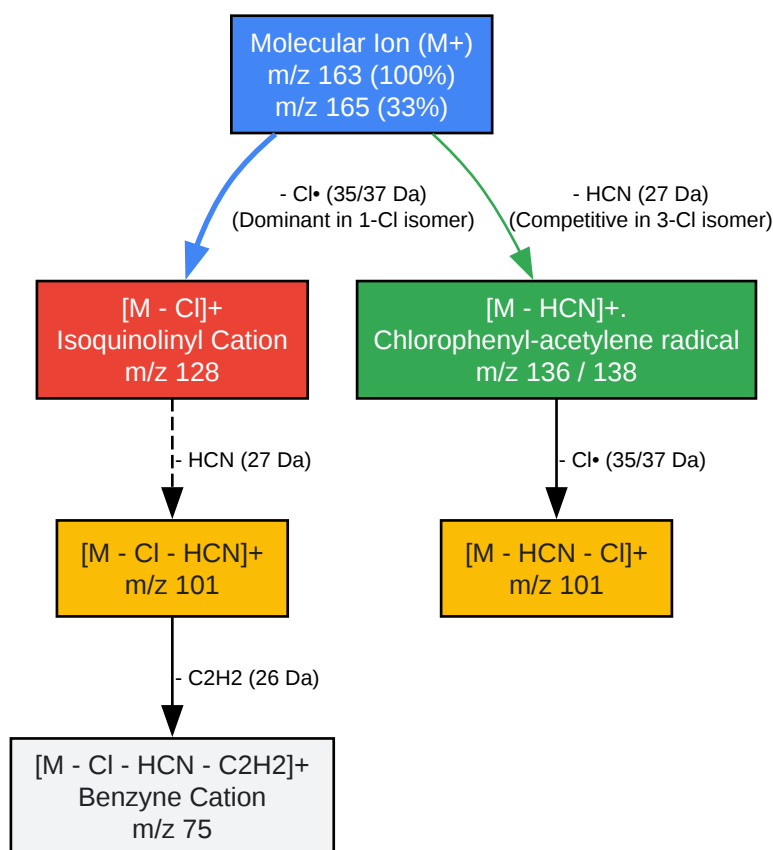 Molecular Ion (M+)
m/z 163 (100%)
m/z 165 (33%)
- Cl• (35/37 Da)
(Dominant in 1-Cl isomer)
- HCN (27 Da)
(Competitive in 3-Cl isomer)
[M - Cl]+
Isoquinolinyl Cation
m/z 128
[M - HCN]+.
Chlorophenyl-acetylene radical
m/z 136 / 138
- HCN (27 Da)
- Cl• (35/37 Da)
[M - Cl - HCN]+
m/z 101
[M - HCN - Cl]+
m/z 101
- C2H2 (26 Da)
[M - Cl - HCN - C2H2]+
Benzyne Cation
m/z 75